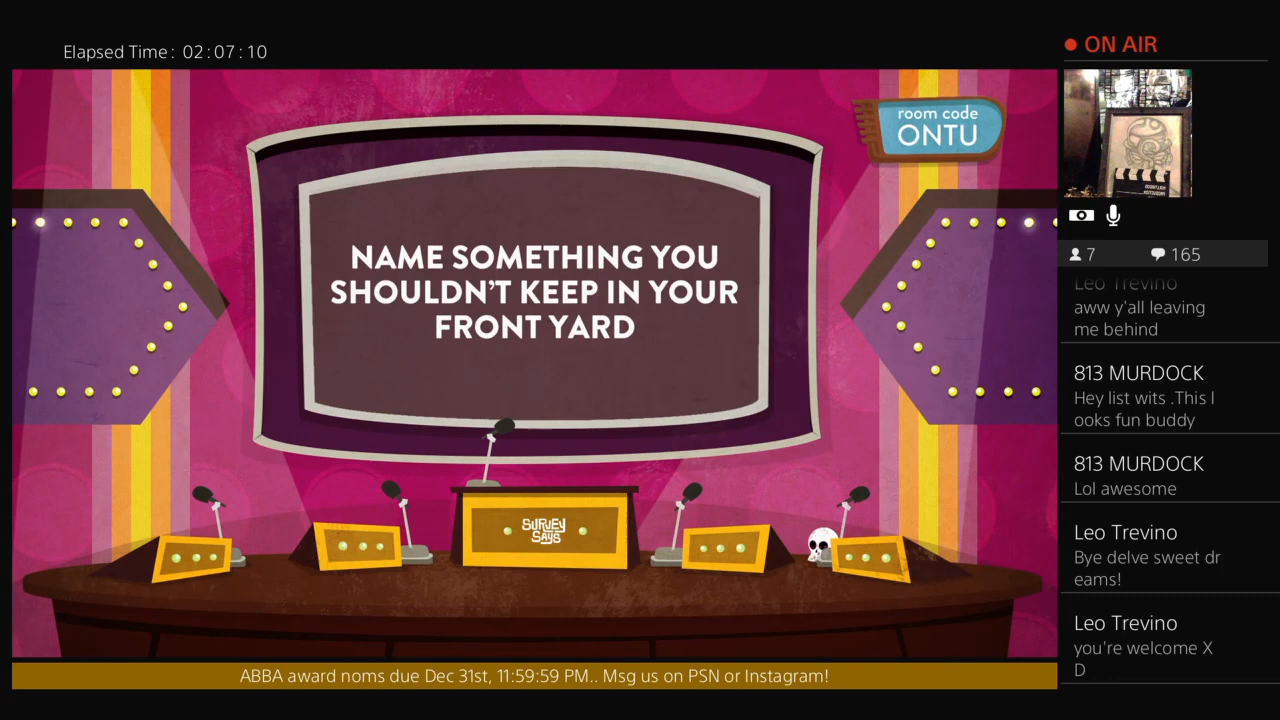 Elapsed Time: 02:07:10
ON AIR
room code
ONTU
NAME SOMETHING YOU
SHOULDN'T KEEP IN YOUR
FRONT YARD
SURVEY
SAYS
ABBA award noms due Dec 31st, 11:59:59 PM.. Msg us on PSN or Instagram!
7
165
Leo Trevino
aww y'all leaving
me behind
813 MURDOCK
Hey list wits .This l
ooks fun buddy
813 MURDOCK
Lol awesome
Leo Trevino
Bye delve sweet dr
eams!
Leo Trevino
you're welcome X
D